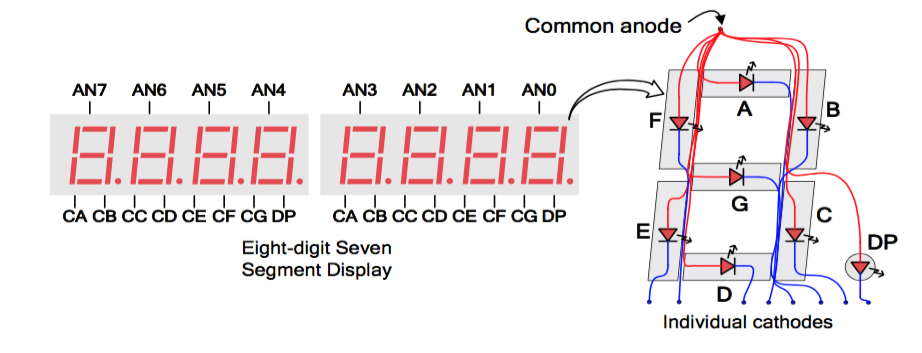 Common anode
AN7 AN6 AN5 AN4 AN3 AN2 AN1 AN0
A
F
B
G
E
C
DP
D
CA CB CC CD CE CF CG DP CA CB CC CD CE CF CG DP
Eight-digit Seven
Segment Display
Individual cathodes